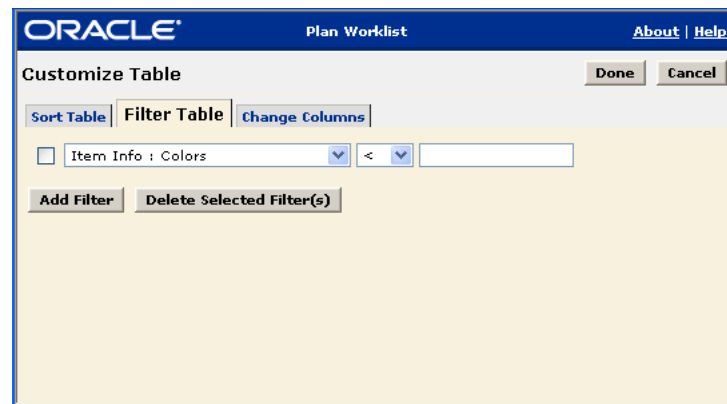 ORACLE® Plan Worklist About | Help
Customize Table Done Cancel
Sort Table Filter Table Change Columns
Item Info : Colors <
Add Filter Delete Selected Filter(s)